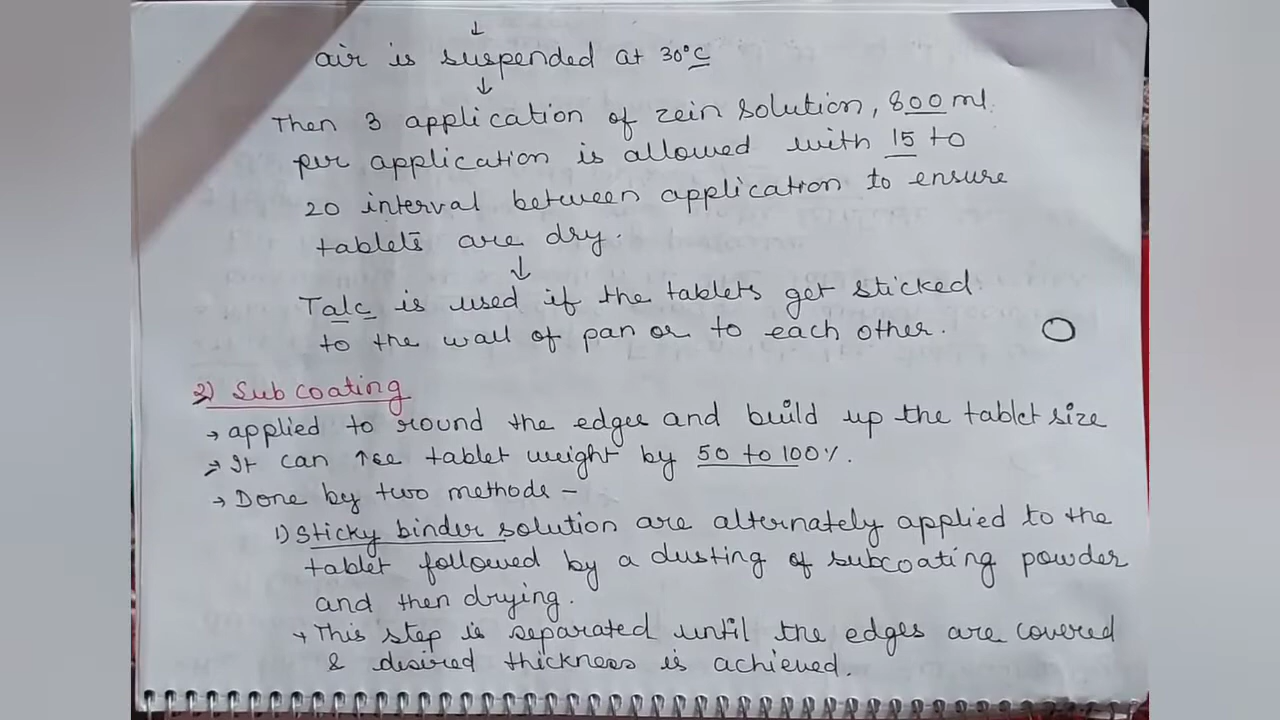 ↓
air is suspended at 30°C
↓
Then 3 application of zein solution, 800 ml
per application is allowed with 15 to
20 interval between application to ensure
tablets are dry.
↓
Talc is used if the tablets get sticked
to the wall of pan or to each other.
2) Sub coating
→ applied to round the edges and build up the tablet size
→ It can ↑se tablet weight by 50 to 100%.
→ Done by two methods -
1) Sticky binder solution are alternately applied to the
tablet followed by a dusting of subcoating powder
and then drying.
→ This step is separated until the edges are covered
& desired thickness is achieved.